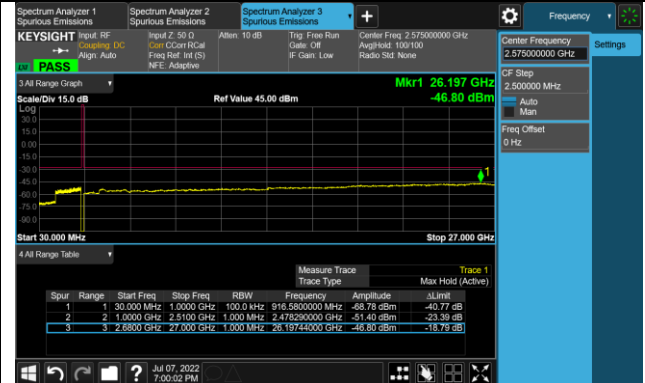 Spectrum Analyzer 1
Spurious Emissions
Spectrum Analyzer 2
Spurious Emissions
Spectrum Analyzer 3
Spurious Emissions
Frequency
KEYSIGHT
Input: RF
Coupling: DC
Align: Auto
Input Z: 50 Ω
Corr CCorr RCal
Freq Ref: Int (S)
NFE: Adaptive
Atten: 10 dB
Trig: Free Run
Gate: Off
IF Gain: Low
Center Freq: 2.575000000 GHz
Avg|Hold: 100/100
Radio Std: None
PASS
Center Frequency
2.575000000 GHz
Settings
CF Step
2.500000 MHz
Auto
Man
Freq Offset
0 Hz
3 All Range Graph
Mkr1 26.197 GHz
Scale/Div 15.0 dB
Ref Value 45.00 dBm
-46.80 dBm
Log
30.0
15.0
0.00
-15.0
-30.0
-45.0
-60.0
-75.0
-90.0
1
Start 30.000 MHz
Stop 27.000 GHz
4 All Range Table
Measure Trace Trace 1
Trace Type Max Hold (Active)
Spur Range Start Freq Stop Freq RBW Frequency Amplitude ΔLimit
1 1 30.000 MHz 1.0000 GHz 100.0 kHz 916.5800000 MHz -68.78 dBm -40.77 dB
2 2 1.0000 GHz 2.5100 GHz 1.000 MHz 2.478290000 GHz -51.40 dBm -23.39 dB
3 3 2.6800 GHz 27.000 GHz 1.000 MHz 26.19744000 GHz -46.80 dBm -18.79 dB
Jul 07, 2022
7:00:02 PM